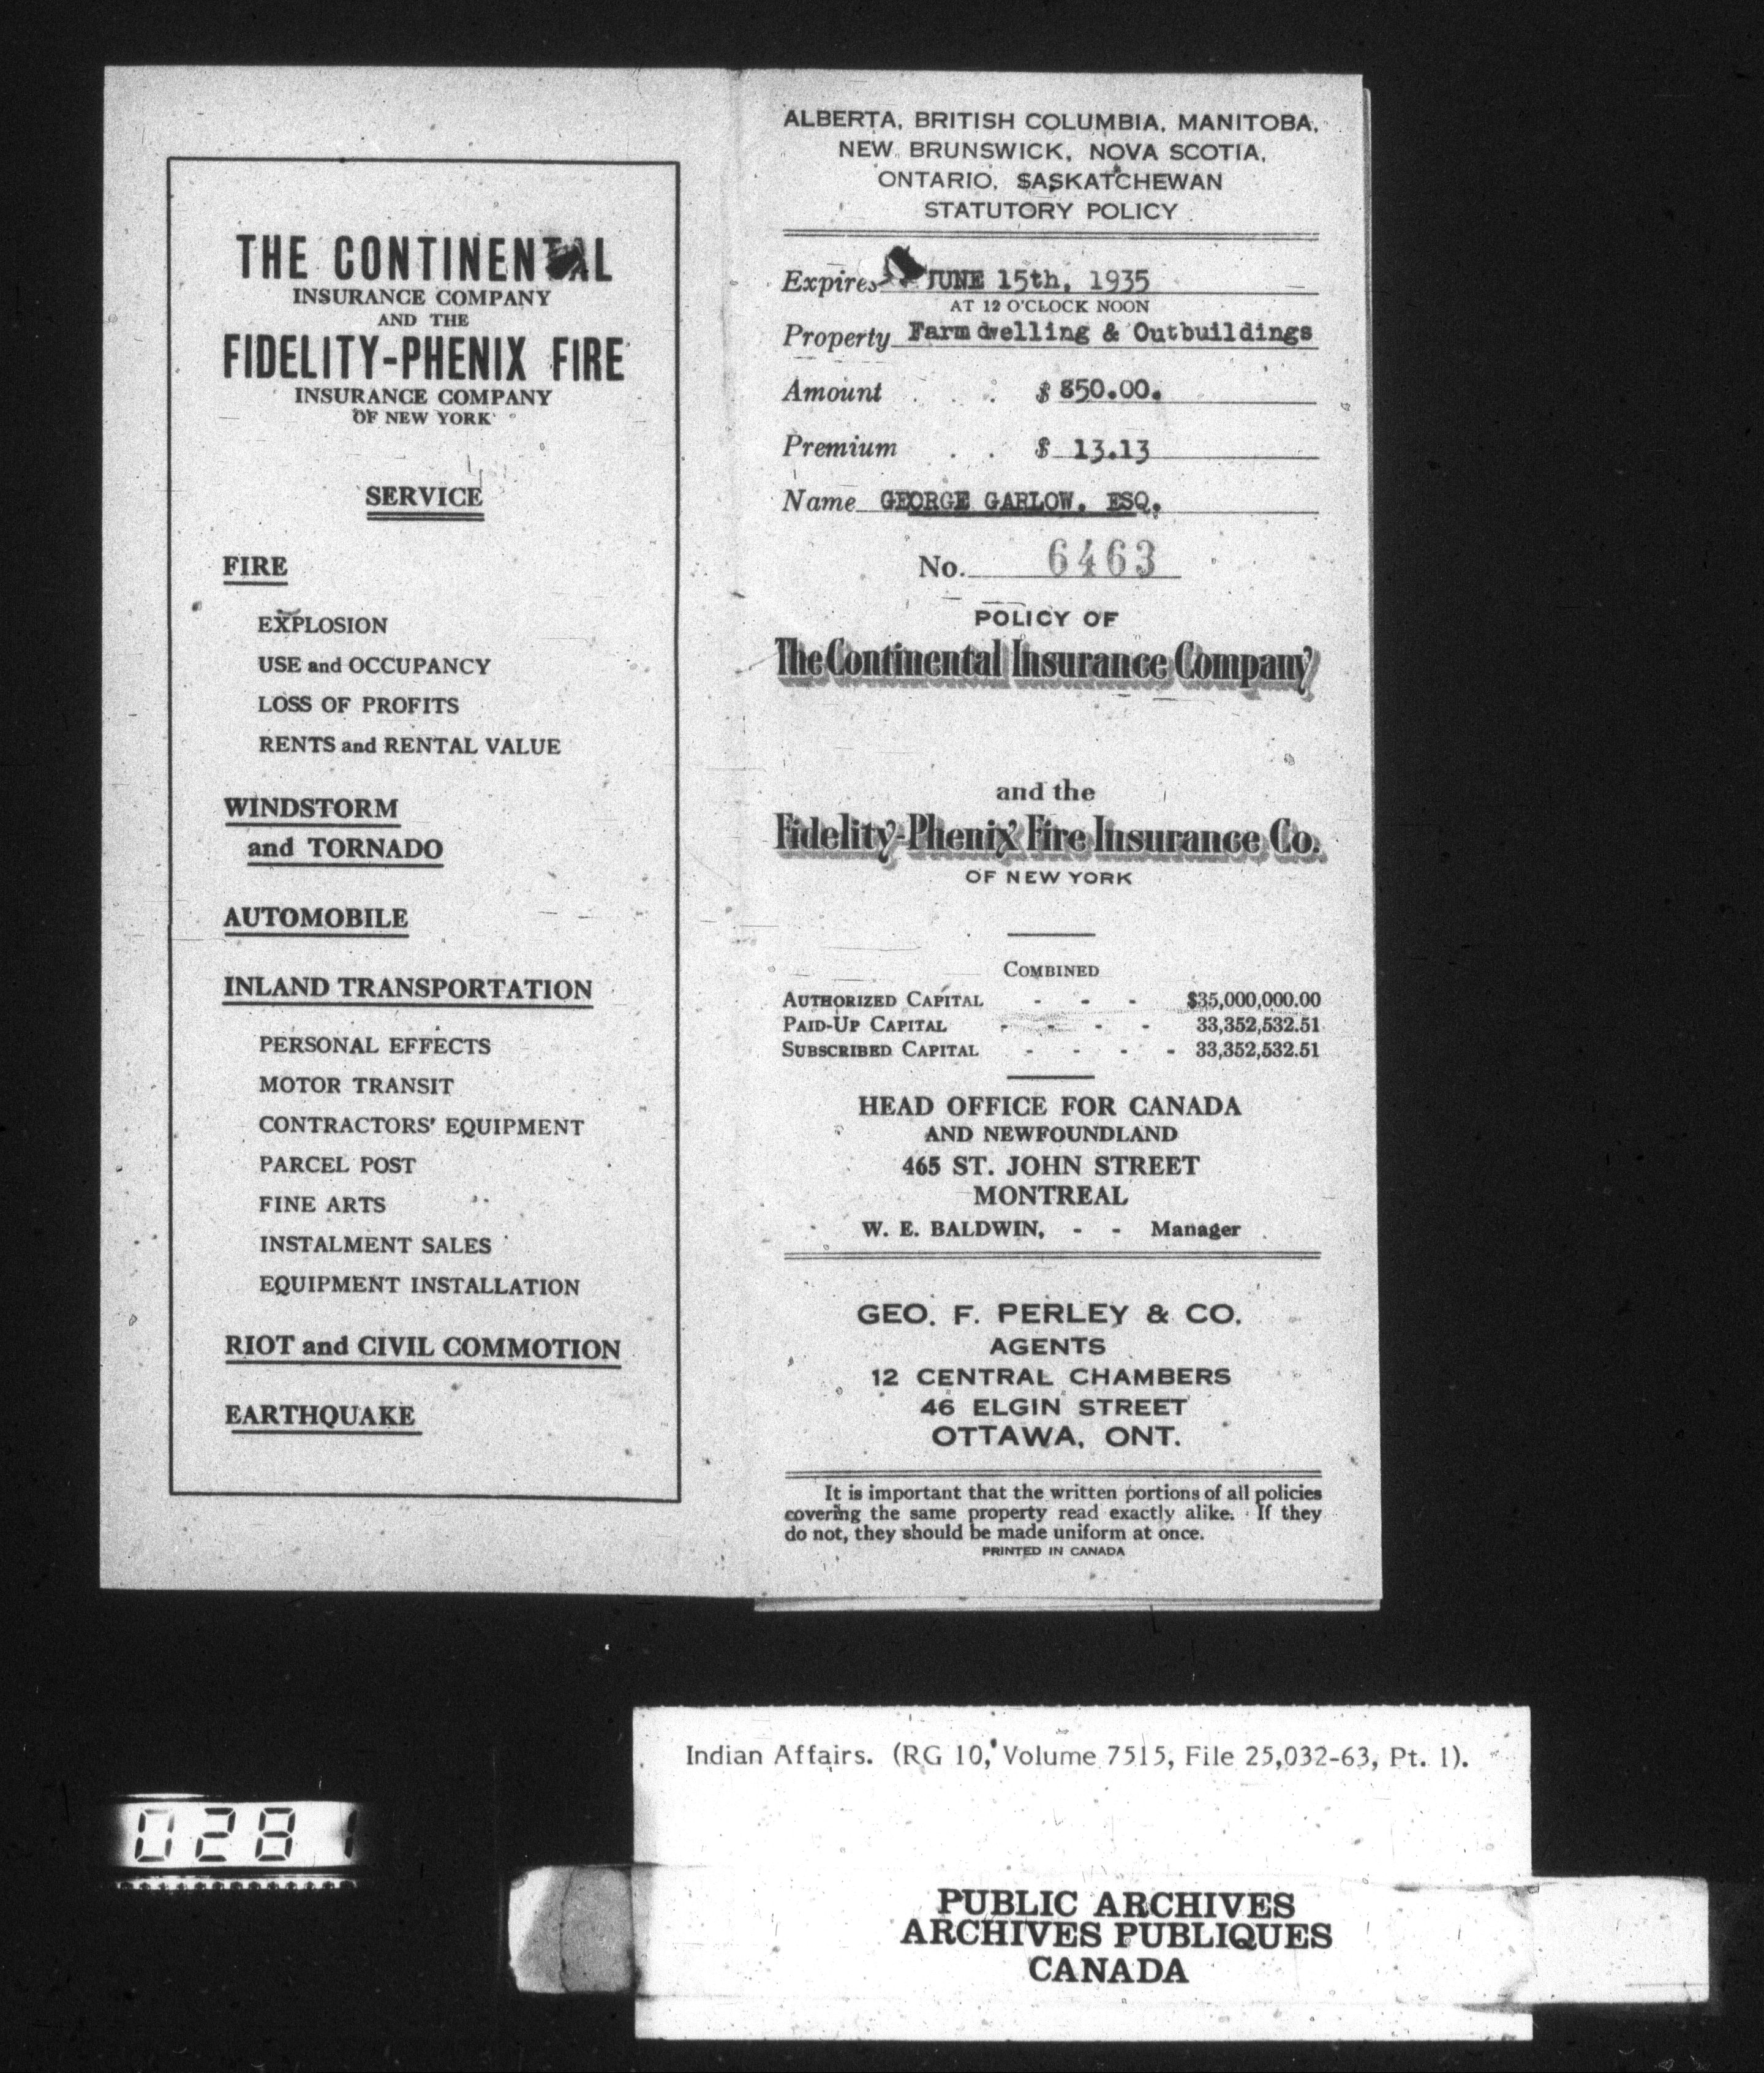 THE CONTINENTAL
INSURANCE COMPANY
AND THE
FIDELITY-PHENIX FIRE
INSURANCE COMPANY
OF NEW YORK
SERVICE
FIRE
EXPLOSION
USE and OCCUPANCY
LOSS OF PROFITS
RENTS and RENTAL VALUE
WINDSTORM
and TORNADO
AUTOMOBILE
INLAND TRANSPORTATION
PERSONAL EFFECTS
MOTOR TRANSIT
CONTRACTORS' EQUIPMENT
PARCEL POST
FINE ARTS
INSTALMENT SALES
EQUIPMENT INSTALLATION
RIOT and CIVIL COMMOTION
EARTHQUAKE
ALBERTA, BRITISH COLUMBIA, MANITOBA,
NEW BRUNSWICK, NOVA SCOTIA,
ONTARIO, SASKATCHEWAN
STATUTORY POLICY
Expires JUNE 15th, 1935
AT 12 O'CLOCK NOON
Property Farm dwelling & Outbuildings
Amount . . . $ 850.00.
Premium . . $ 13.13
Name GEORGE GARLOW. ESQ.
No. 6463
POLICY OF
The Continental Insurance Company
and the
Fidelity-Phenix Fire Insurance Co.
OF NEW YORK
COMBINED
AUTHORIZED CAPITAL - - - $35,000,000.00
PAID-UP CAPITAL - - - - 33,352,532.51
SUBSCRIBED CAPITAL - - - - 33,352,532.51
HEAD OFFICE FOR CANADA
AND NEWFOUNDLAND
465 ST. JOHN STREET
MONTREAL
W. E. BALDWIN, - - Manager
GEO. F. PERLEY & CO.
AGENTS
12 CENTRAL CHAMBERS
46 ELGIN STREET
OTTAWA, ONT.
It is important that the written portions of all policies
covering the same property read exactly alike. If they
do not, they should be made uniform at once.
PRINTED IN CANADA
Indian Affairs. (RG 10, Volume 7515, File 25,032-63, Pt. 1).
0281
PUBLIC ARCHIVES
ARCHIVES PUBLIQUES
CANADA